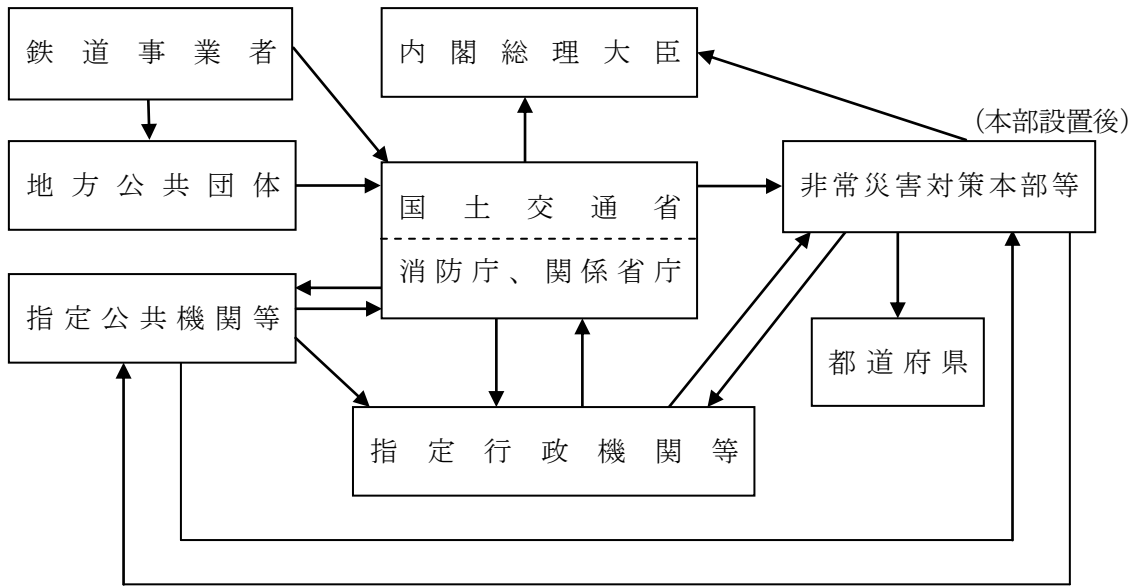 鉄道事業者
内閣総理大臣
(本部設置後)
地方公共団体
国土交通省
非常災害対策本部等
消防庁、関係省庁
指定公共機関等
都道府県
指定行政機関等